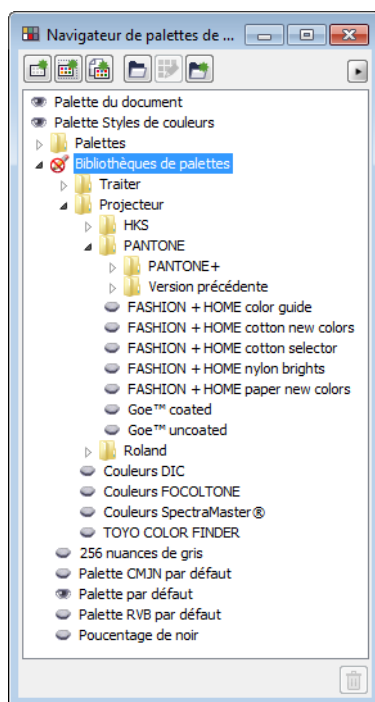 Navigateur de palettes de ...
Palette du document
Palette Styles de couleurs
Palettes
Bibliothèques de palettes
Traiter
Projecteur
HKS
PANTONE
PANTONE+
Version précédente
FASHION + HOME color guide
FASHION + HOME cotton new colors
FASHION + HOME cotton selector
FASHION + HOME nylon brights
FASHION + HOME paper new colors
Goe™ coated
Goe™ uncoated
Roland
Couleurs DIC
Couleurs FOCOLTONE
Couleurs SpectraMaster®
TOYO COLOR FINDER
256 nuances de gris
Palette CMJN par défaut
Palette par défaut
Palette RVB par défaut
Poucentage de noir